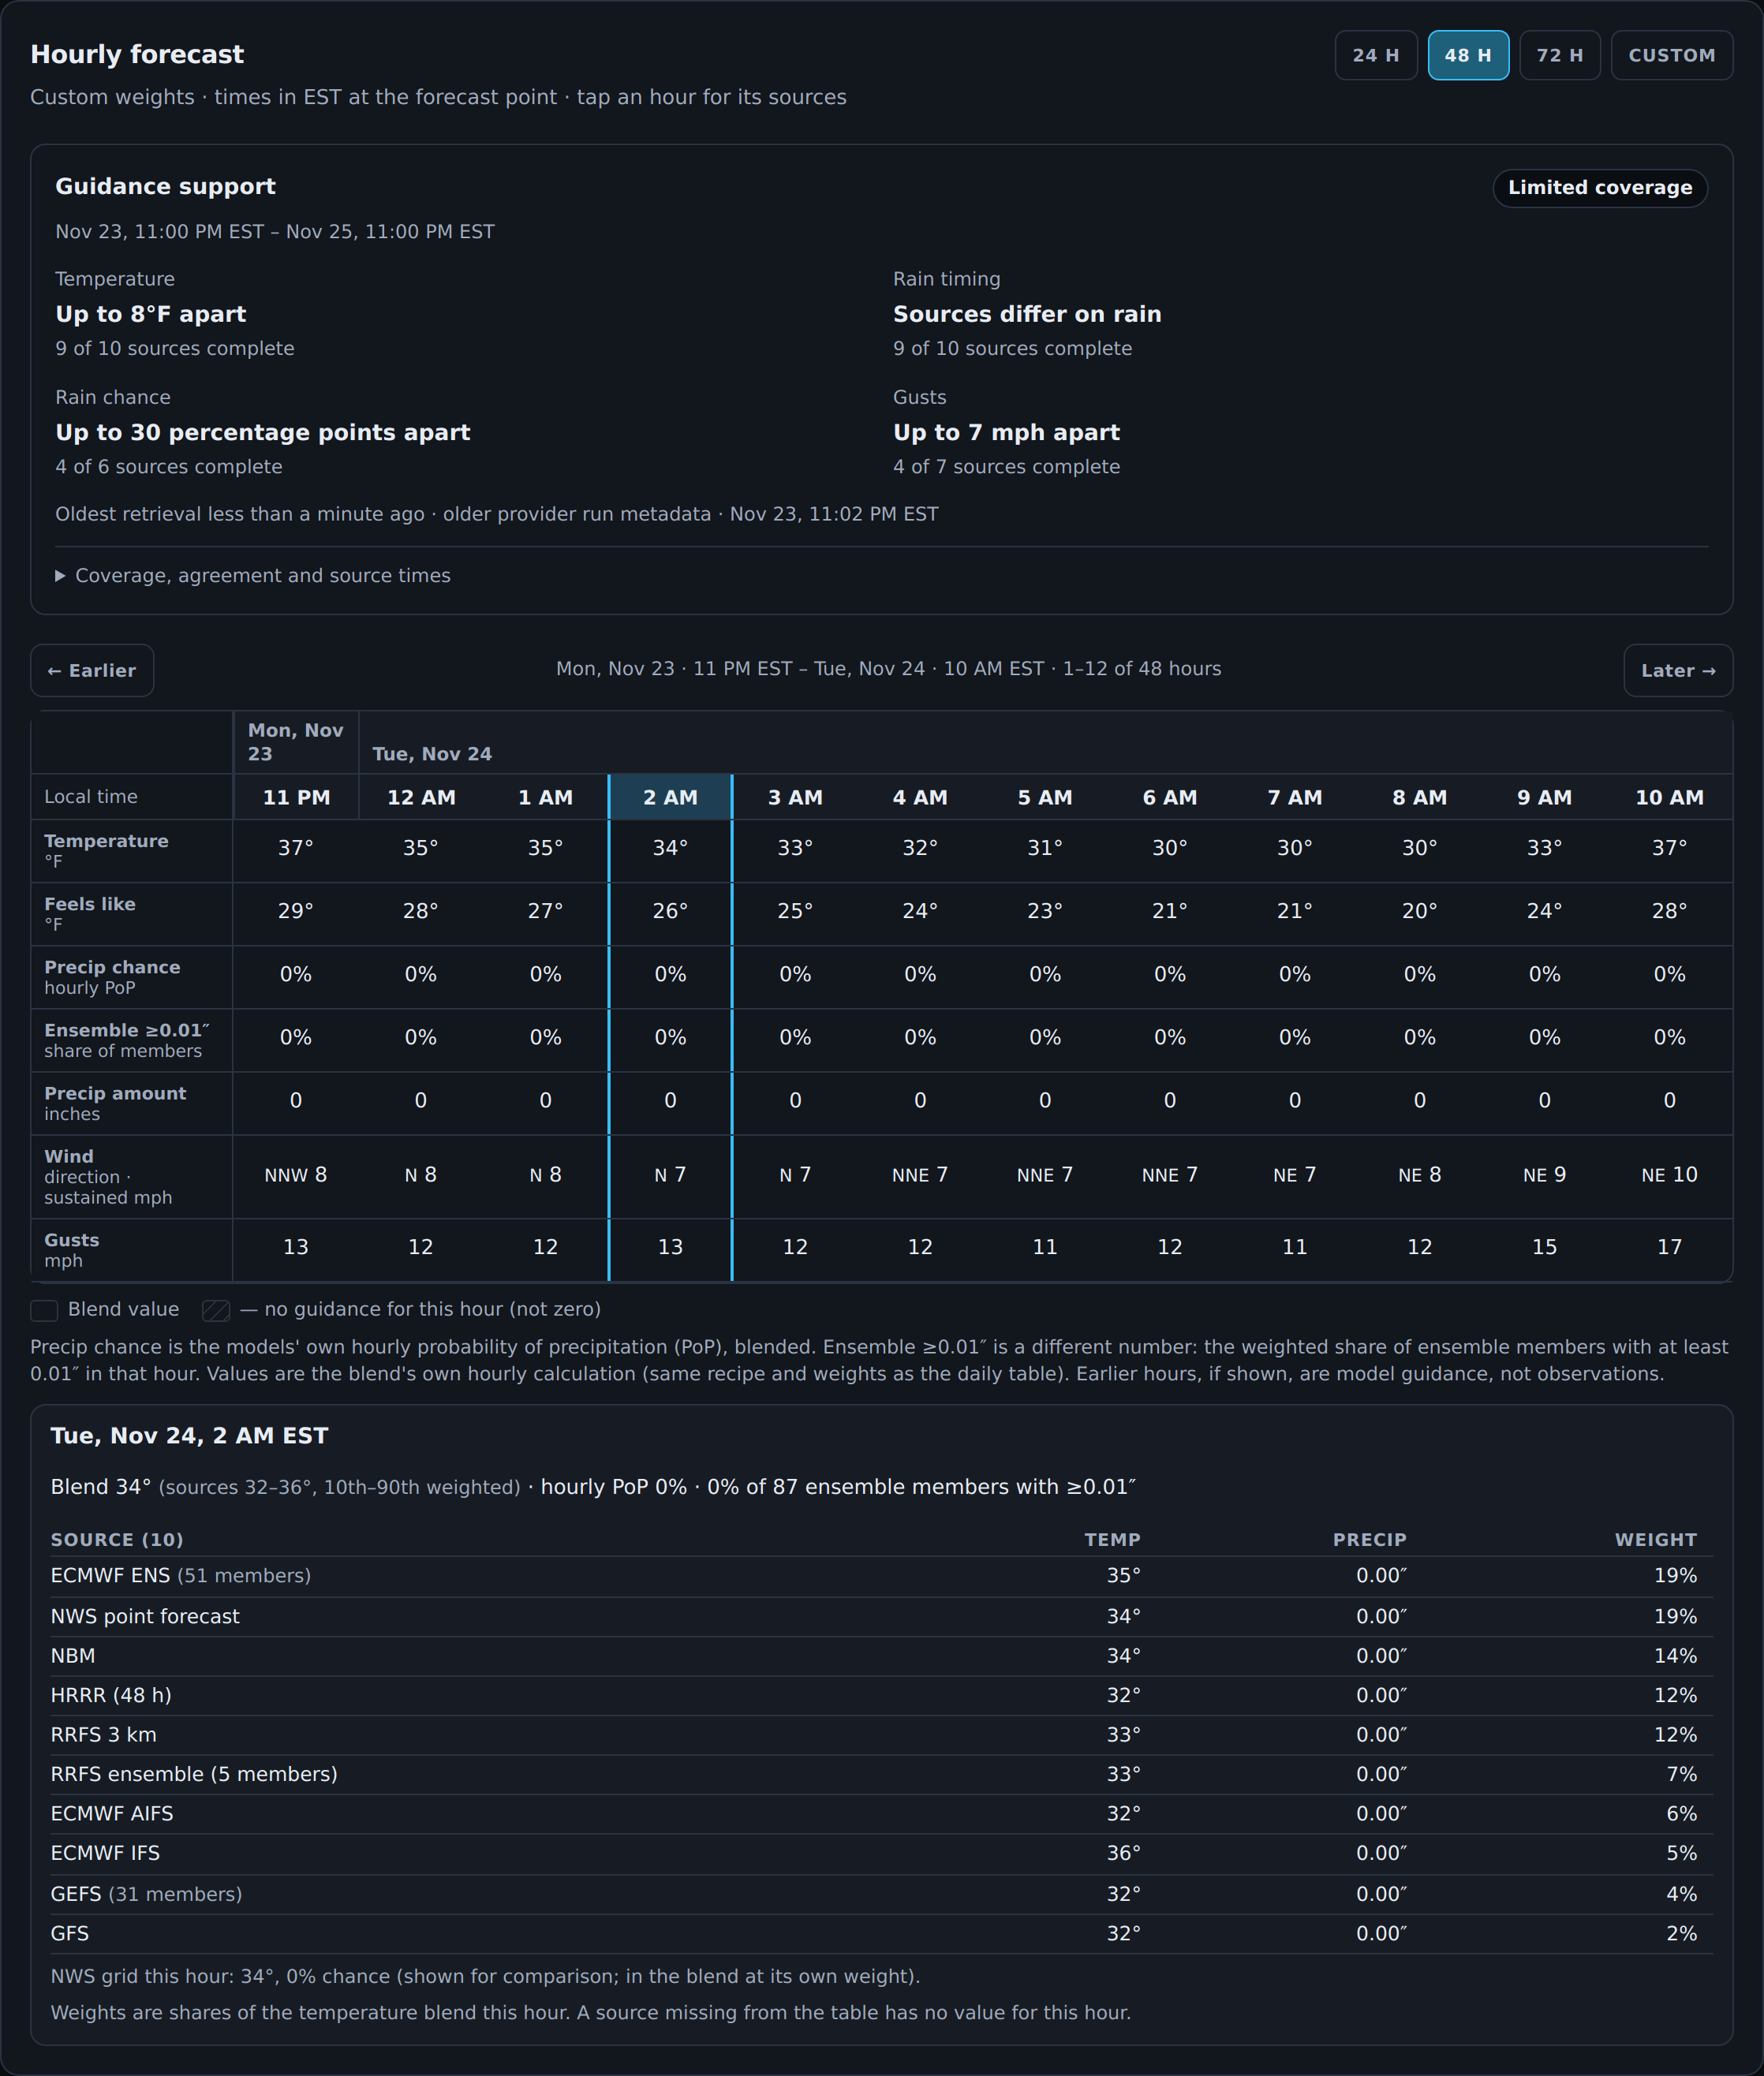 Hourly forecast
24 H 48 H 72 H CUSTOM
Custom weights · times in EST at the forecast point · tap an hour for its sources
Guidance support
Limited coverage
Nov 23, 11:00 PM EST – Nov 25, 11:00 PM EST
Temperature
Up to 8°F apart
9 of 10 sources complete
Rain timing
Sources differ on rain
9 of 10 sources complete
Rain chance
Up to 30 percentage points apart
4 of 6 sources complete
Gusts
Up to 7 mph apart
4 of 7 sources complete
Oldest retrieval less than a minute ago · older provider run metadata · Nov 23, 11:02 PM EST
▶ Coverage, agreement and source times
← Earlier
Mon, Nov 23 · 11 PM EST – Tue, Nov 24 · 10 AM EST · 1–12 of 48 hours
Later →
Mon, Nov
23
Tue, Nov 24
Local time 11 PM 12 AM 1 AM 2 AM 3 AM 4 AM 5 AM 6 AM 7 AM 8 AM 9 AM 10 AM
Temperature
°F
37° 35° 35° 34° 33° 32° 31° 30° 30° 30° 33° 37°
Feels like
°F
29° 28° 27° 26° 25° 24° 23° 21° 21° 20° 24° 28°
Precip chance
hourly PoP
0% 0% 0% 0% 0% 0% 0% 0% 0% 0% 0% 0%
Ensemble ≥0.01″
share of members
0% 0% 0% 0% 0% 0% 0% 0% 0% 0% 0% 0%
Precip amount
inches
0 0 0 0 0 0 0 0 0 0 0 0
Wind
direction ·
sustained mph
NNW 8 N 8 N 8 N 7 N 7 NNE 7 NNE 7 NNE 7 NE 7 NE 8 NE 9 NE 10
Gusts
mph
13 12 12 13 12 12 11 12 11 12 15 17
Blend value — no guidance for this hour (not zero)
Precip chance is the models' own hourly probability of precipitation (PoP), blended. Ensemble ≥0.01″ is a different number: the weighted share of ensemble members with at least
0.01″ in that hour. Values are the blend's own hourly calculation (same recipe and weights as the daily table). Earlier hours, if shown, are model guidance, not observations.
Tue, Nov 24, 2 AM EST
Blend 34° (sources 32–36°, 10th–90th weighted) · hourly PoP 0% · 0% of 87 ensemble members with ≥0.01″
SOURCE (10) TEMP PRECIP WEIGHT
ECMWF ENS (51 members) 35° 0.00″ 19%
NWS point forecast 34° 0.00″ 19%
NBM 34° 0.00″ 14%
HRRR (48 h) 32° 0.00″ 12%
RRFS 3 km 33° 0.00″ 12%
RRFS ensemble (5 members) 33° 0.00″ 7%
ECMWF AIFS 32° 0.00″ 6%
ECMWF IFS 36° 0.00″ 5%
GEFS (31 members) 32° 0.00″ 4%
GFS 32° 0.00″ 2%
NWS grid this hour: 34°, 0% chance (shown for comparison; in the blend at its own weight).
Weights are shares of the temperature blend this hour. A source missing from the table has no value for this hour.